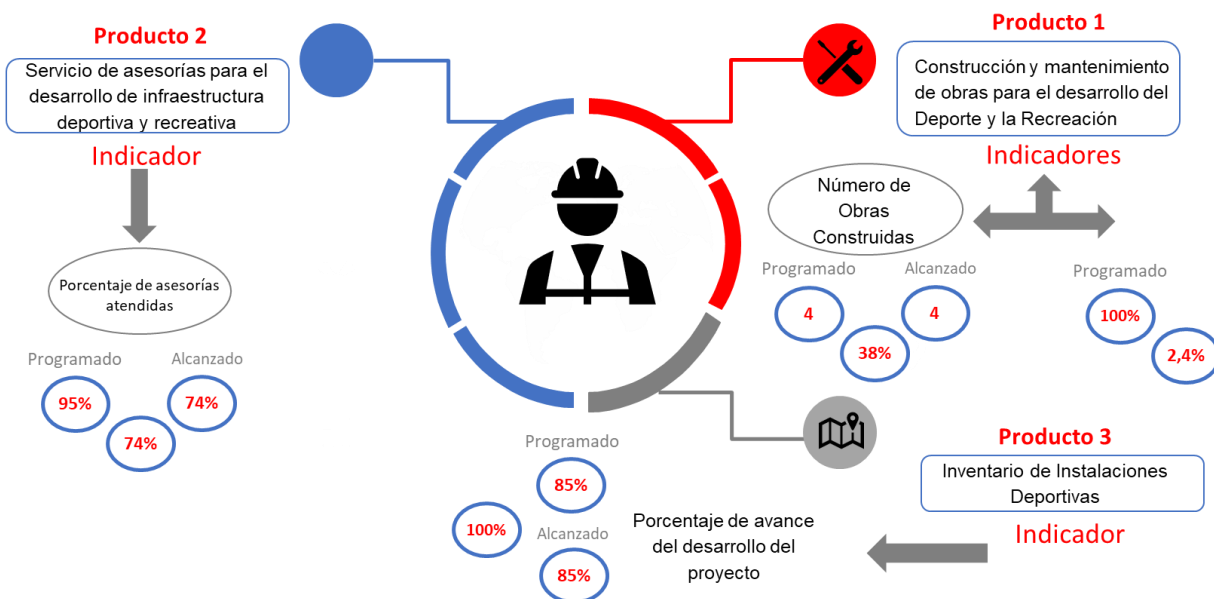 Producto 2
Servicio de asesorías para el
desarrollo de infraestructura
deportiva y recreativa
Indicador
Porcentaje de asesorías
atendidas
Programado
Alcanzado
95%
74%
74%
Producto 1
Construcción y mantenimiento
de obras para el desarrollo del
Deporte y la Recreación
Indicadores
Número de
Obras
Construidas
Programado
Alcanzado
4
4
38%
Programado
100%
2,4%
Producto 3
Inventario de Instalaciones
Deportivas
Indicador
Porcentaje de avance
del desarrollo del
proyecto
Programado
85%
100%
Alcanzado
85%